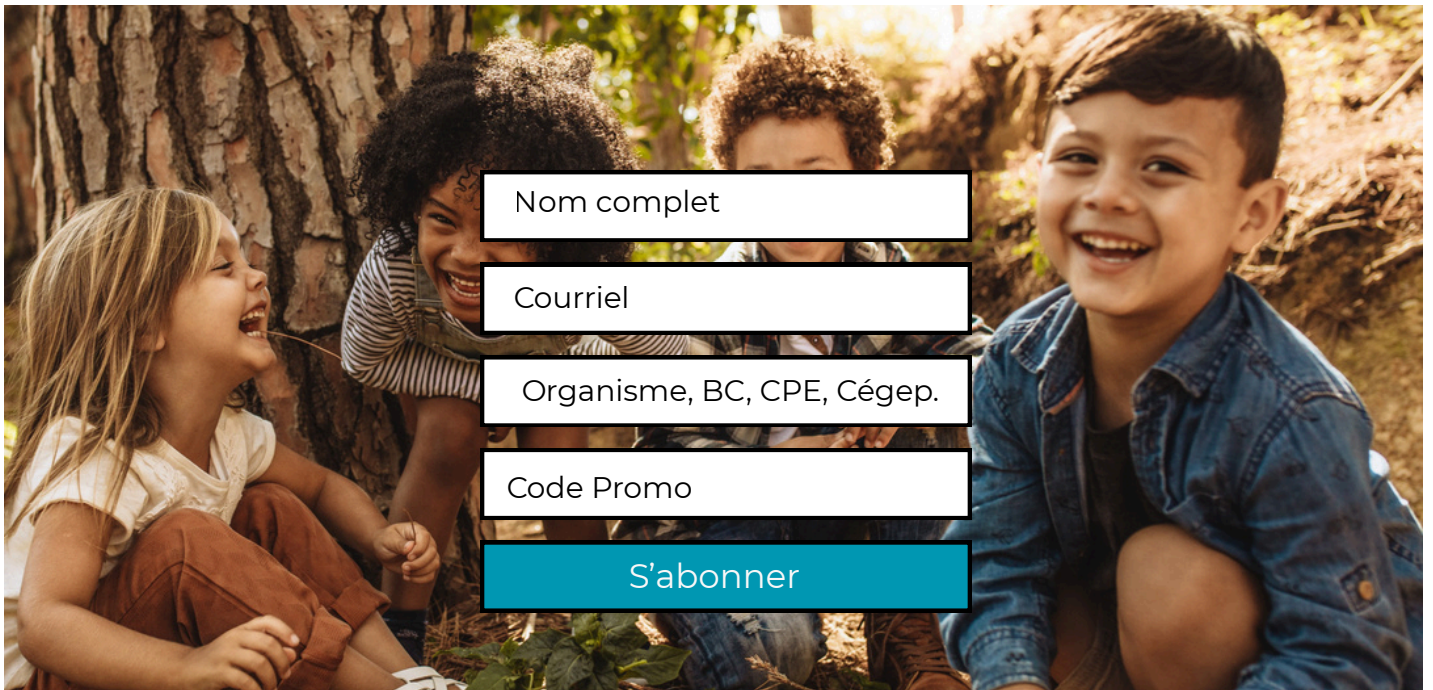 Nom complet
Courriel
Organisme, BC, CPE, Cégep.
Code Promo
S'abonner